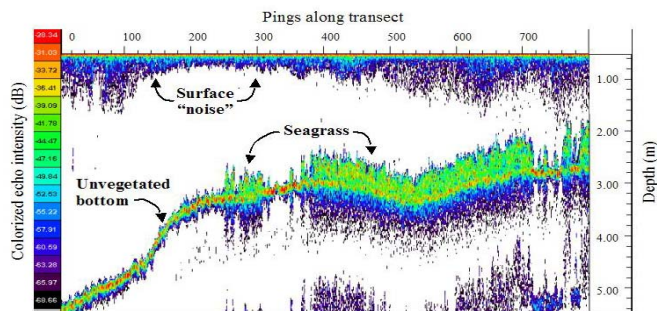 Pings along transect
0 100 200 300 400 500 600 700
Colorized echo intensity (dB)
-28.34
-31.03
-33.72
-36.41
-39.09
-41.78
-44.47
-47.16
-49.84
-52.53
-55.22
-57.91
-60.59
-63.28
-65.97
-68.66
Surface
“noise”
Seagrass
Unvegetated
bottom
1.00
2.00
3.00
4.00
5.00
Depth (m)